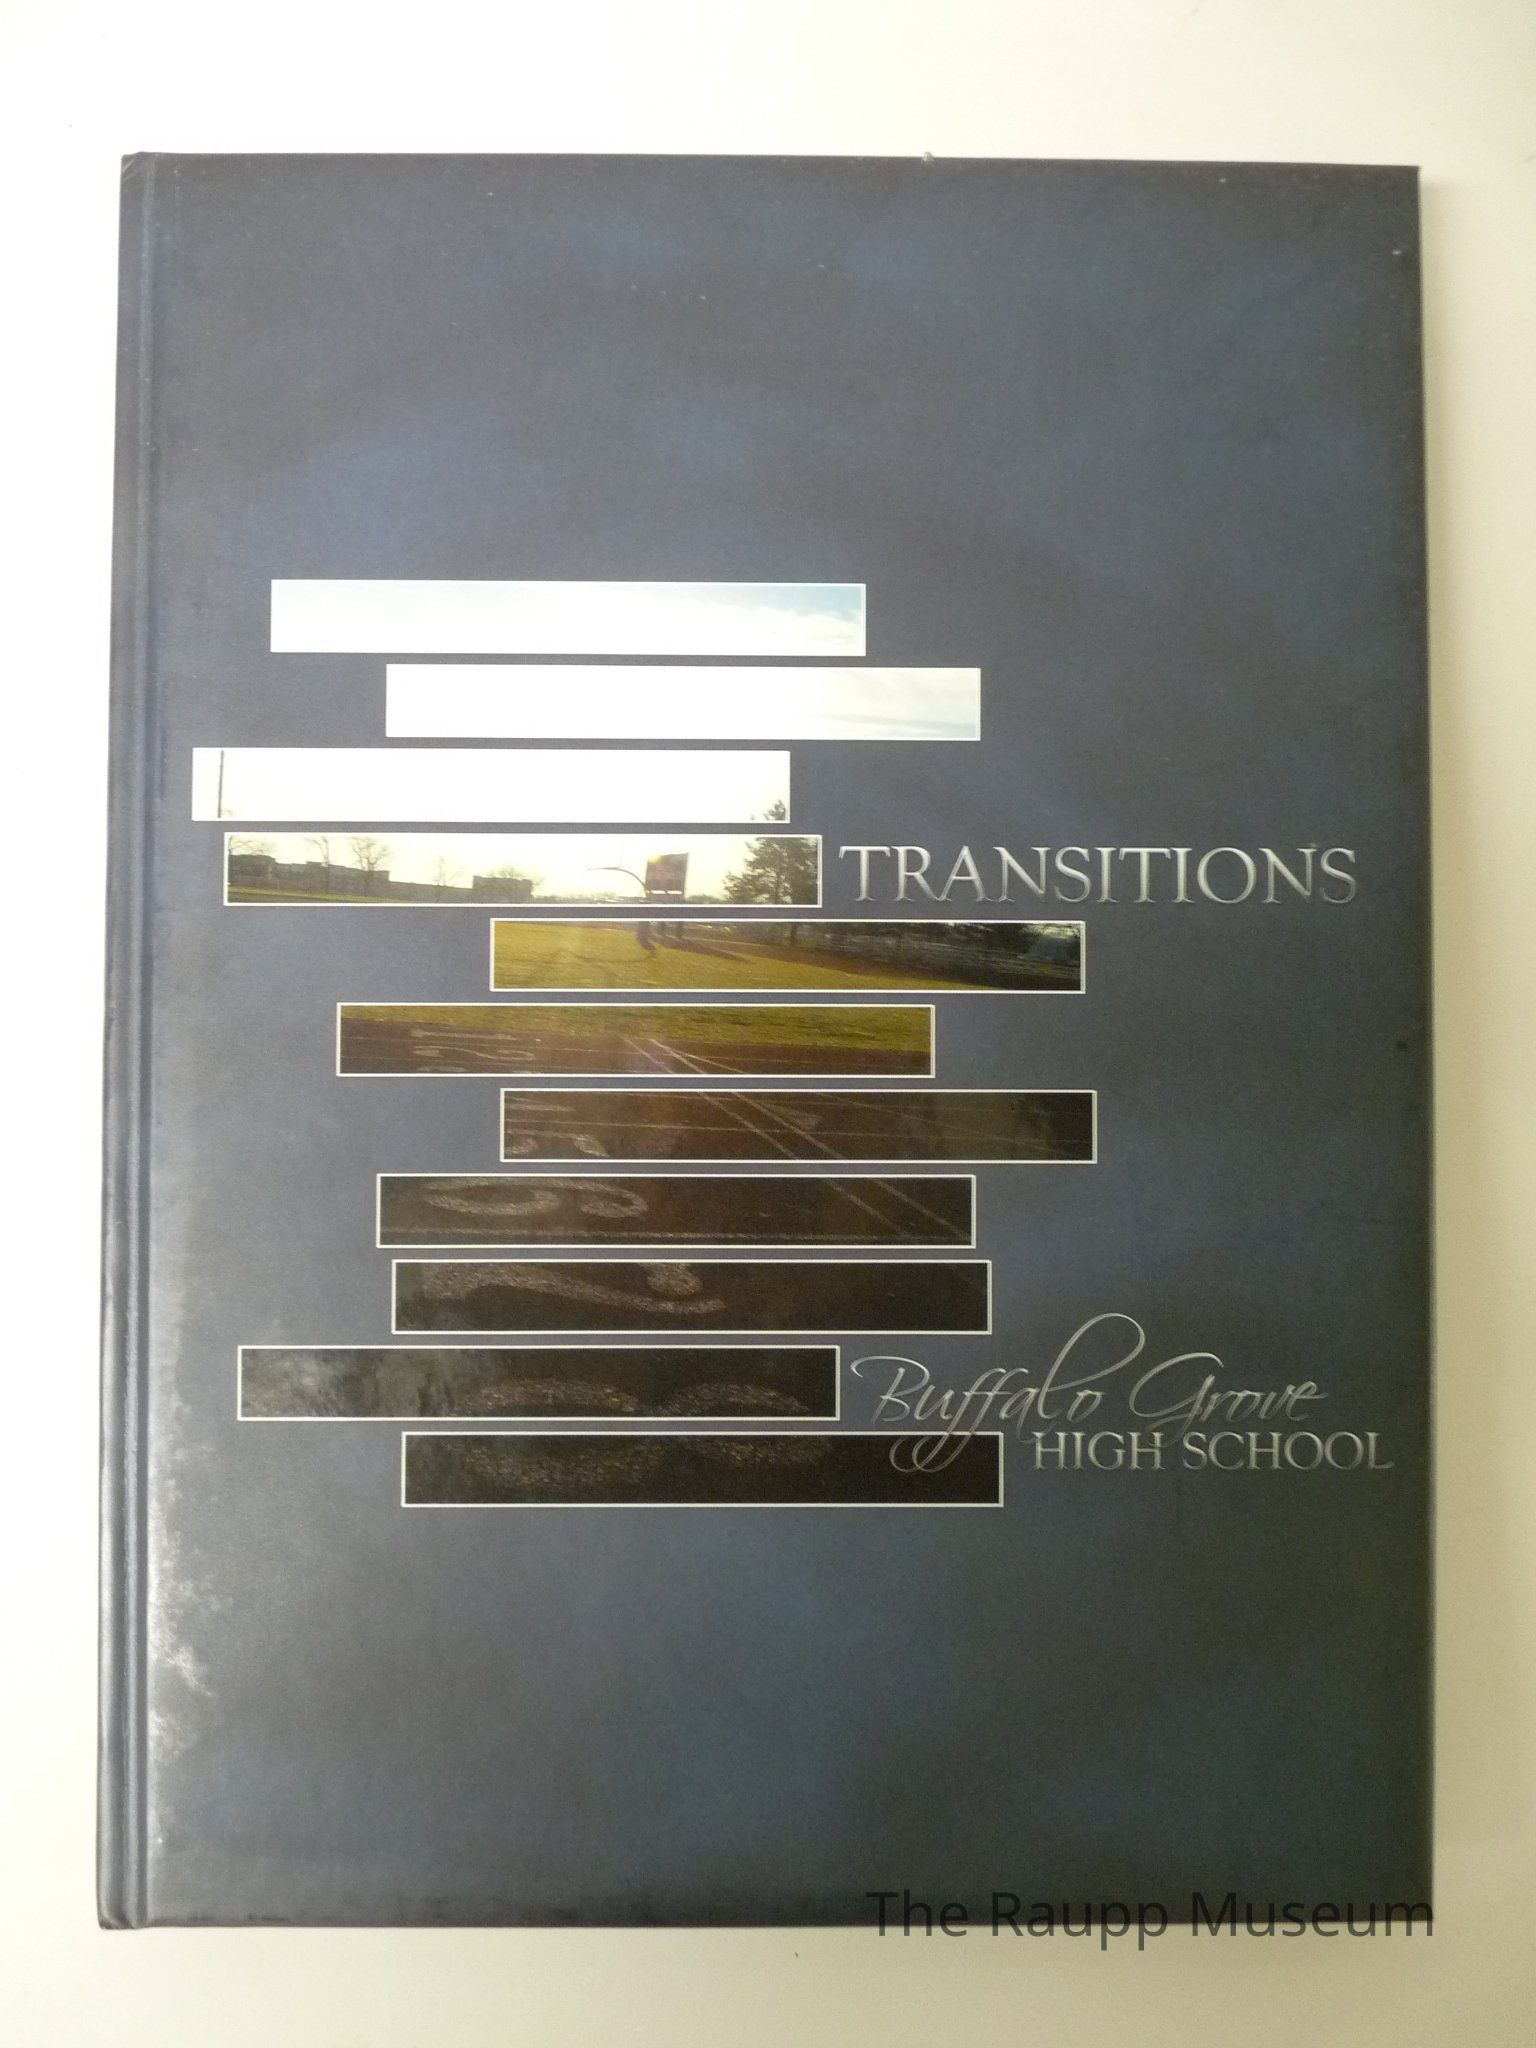 TRANSITIONS
Buffalo Grove
HIGH SCHOOL
The Raupp Museum